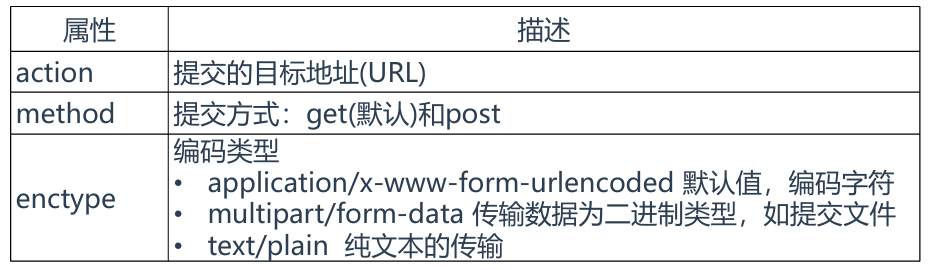 属性 描述
action 提交的目标地址(URL)
method 提交方式：get(默认)和post
enctype 编码类型
• application/x-www-form-urlencoded 默认值，编码字符
• multipart/form-data 传输数据为二进制类型，如提交文件
• text/plain 纯文本的传输